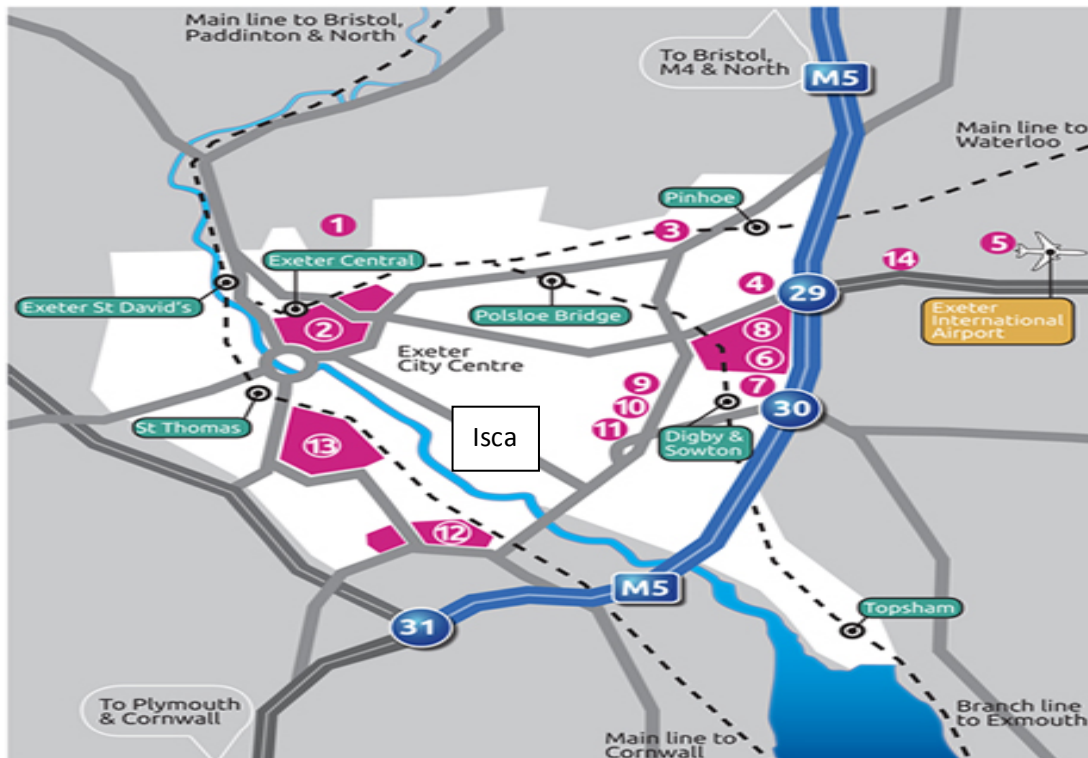 Main line to Bristol,
Paddington & North
To Bristol,
M4 & North
M5
Main line to
Waterloo
Pinhoe
1
3
5
Exeter Central
14
4
29
Exeter St David's
Polsloe Bridge
Exeter
International
Airport
2
8
Exeter
City Centre
6
9
7
St Thomas
10
30
11
Isca
Digby &
Sowton
13
12
M5
Topsham
31
To Plymouth
& Cornwall
Branch line
to Exmouth
Main line to
Cornwall